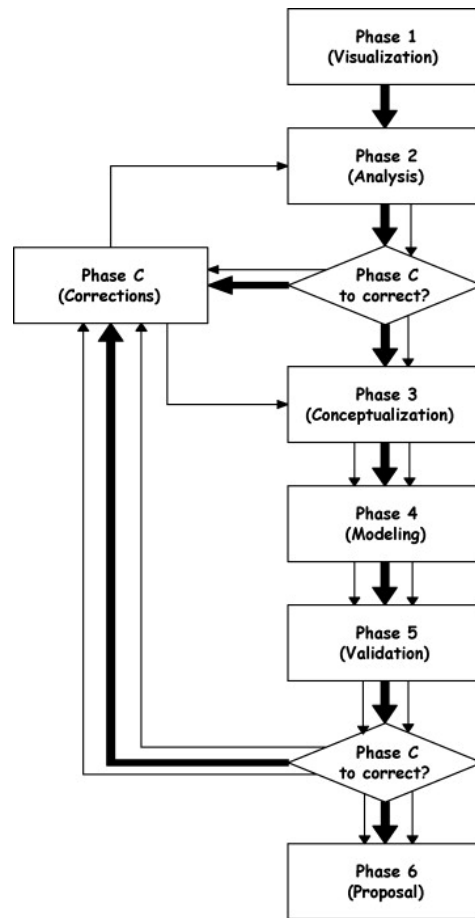 Phase 1
(Visualization)
Phase 2
(Analysis)
Phase C
(Corrections)
Phase C
to correct?
Phase 3
(Conceptualization)
Phase 4
(Modeling)
Phase 5
(Validation)
Phase C
to correct?
Phase 6
(Proposal)